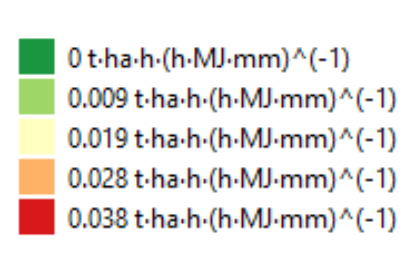 0 t·ha·h·(h·MJ·mm)^(-1)
0.009 t·ha·h·(h·MJ·mm)^(-1)
0.019 t·ha·h·(h·MJ·mm)^(-1)
0.028 t·ha·h·(h·MJ·mm)^(-1)
0.038 t·ha·h·(h·MJ·mm)^(-1)